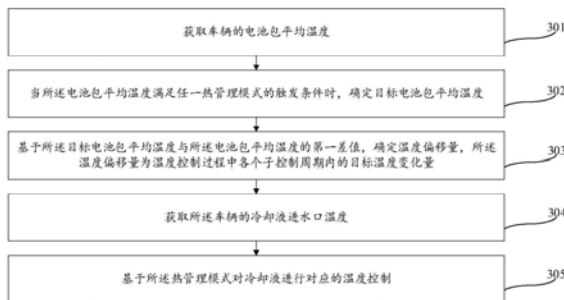 获取车辆的电池包平均温度
301
当所述电池包平均温度满足任一热管理模式的触发条件时，确定目标电池包平均温度
302
基于所述目标电池包平均温度与所述电池包平均温度的第一差值，确定温度偏移量，所述
温度偏移量为温度控制过程中各个子控制周期内的目标温度变化量
303
获取所述车辆的冷却液进水口温度
304
基于所述热管理模式对冷却液进行对应的温度控制
305